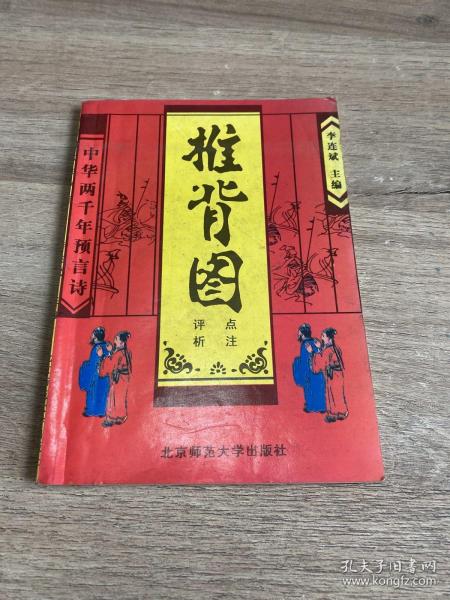 中华两千年预言诗
推背图
点注
评析
李连斌 主编
北京师范大学出版社
孔夫子旧书网
www.kongfz.com